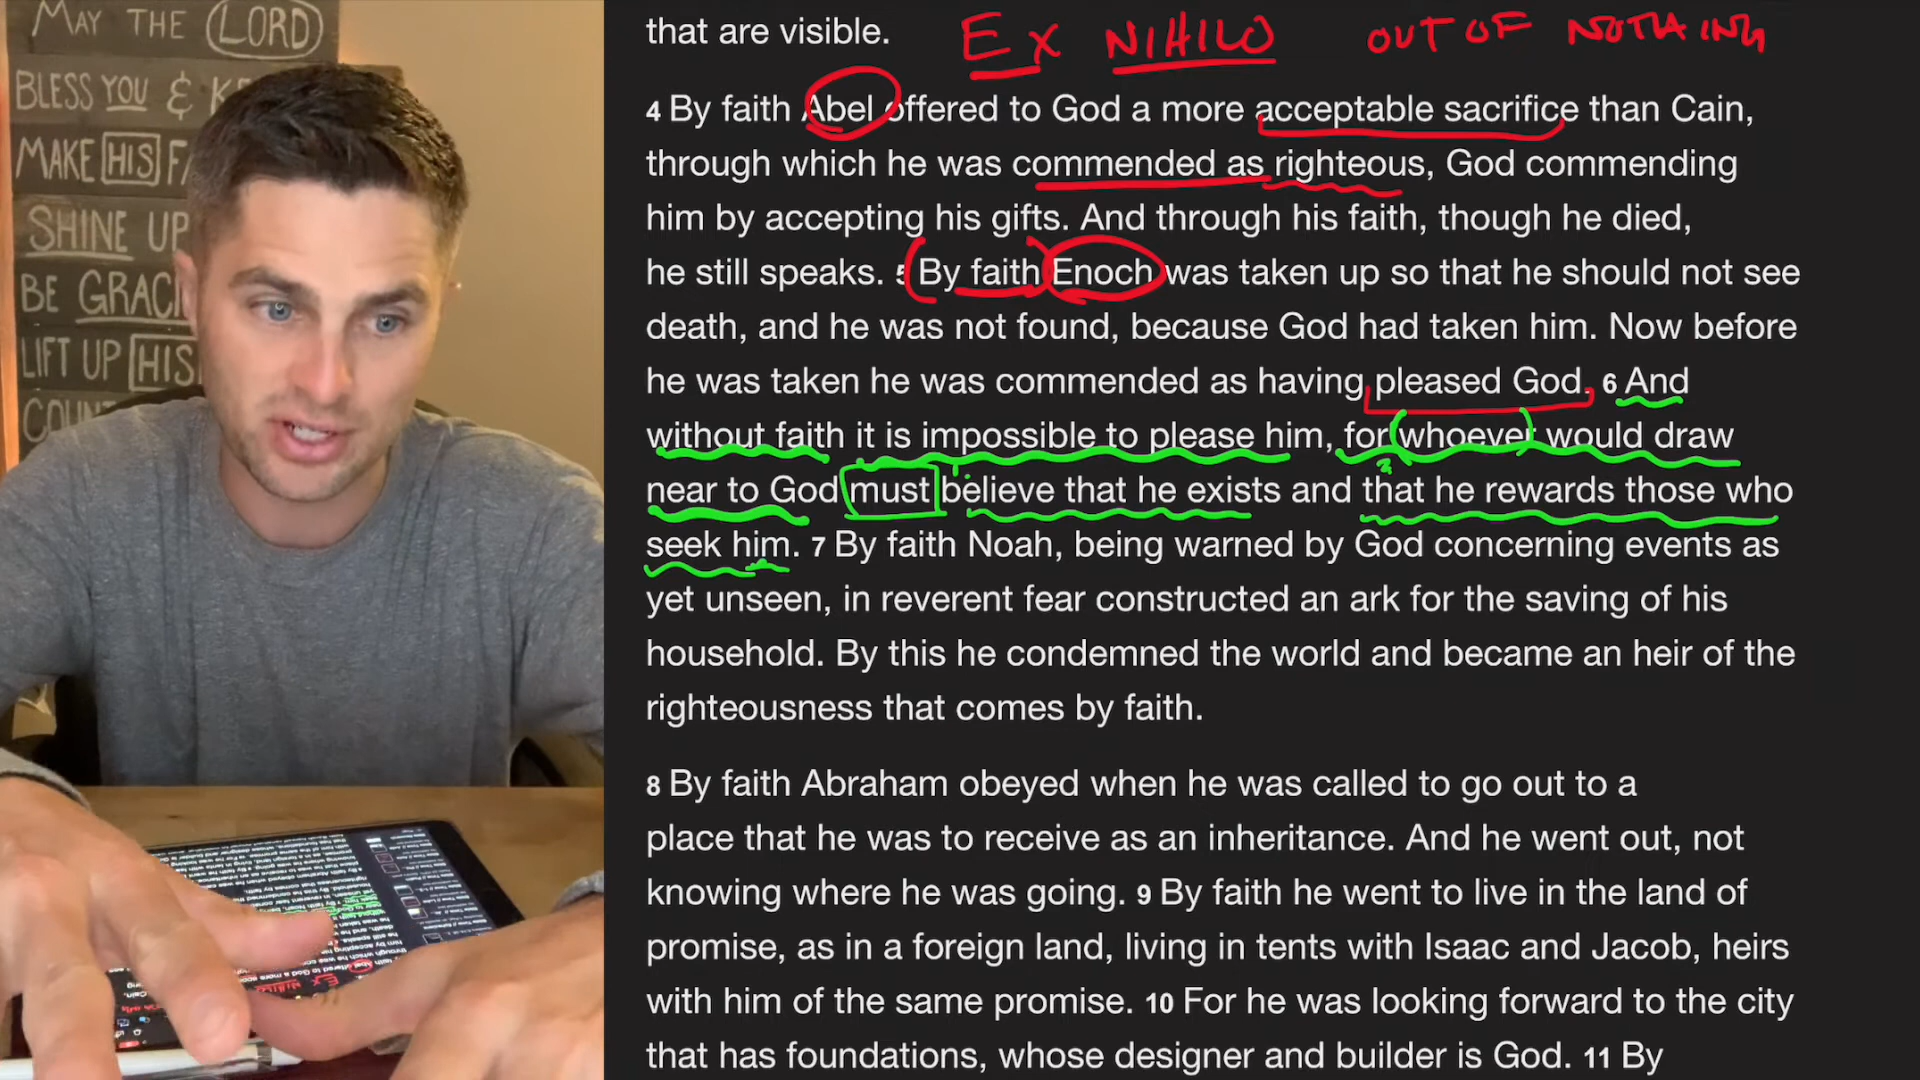 MAY THE LORD
BLESS YOU & K
MAKE HIS FA
SHINE UP
BE GRACI
LIFT UP HIS
COUN
that are visible. EX NIHILO OUT OF NOTHING
4 By faith Abel offered to God a more acceptable sacrifice than Cain,
through which he was commended as righteous, God commending
him by accepting his gifts. And through his faith, though he died,
he still speaks. 5 By faith Enoch was taken up so that he should not see
death, and he was not found, because God had taken him. Now before
he was taken he was commended as having pleased God. 6 And
without faith it is impossible to please him, for whoever would draw
near to God must believe that he exists and that he rewards those who
seek him. 7 By faith Noah, being warned by God concerning events as
yet unseen, in reverent fear constructed an ark for the saving of his
household. By this he condemned the world and became an heir of the
righteousness that comes by faith.
8 By faith Abraham obeyed when he was called to go out to a
place that he was to receive as an inheritance. And he went out, not
knowing where he was going. 9 By faith he went to live in the land of
promise, as in a foreign land, living in tents with Isaac and Jacob, heirs
with him of the same promise. 10 For he was looking forward to the city
that has foundations, whose designer and builder is God. 11 By